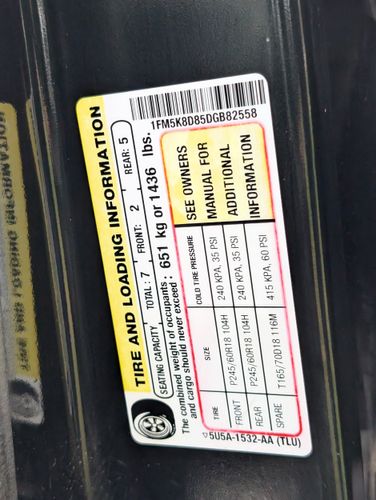 1FM5K8D85DGB82558
TIRE AND LOADING INFORMATION
SEATING CAPACITY TOTAL: 7 FRONT: 2 REAR: 5
The combined weight of occupants and cargo should never exceed : 651 kg or 1436 lbs.
TIRE SIZE COLD TIRE PRESSURE
FRONT P245/60R18 104H 240 KPA, 35 PSI
REAR P245/60R18 104H 240 KPA, 35 PSI
SPARE T165/70D18 116M 415 KPA, 60 PSI
SEE OWNERS
MANUAL FOR
ADDITIONAL
INFORMATION
5U5A-1532-AA (TLU)